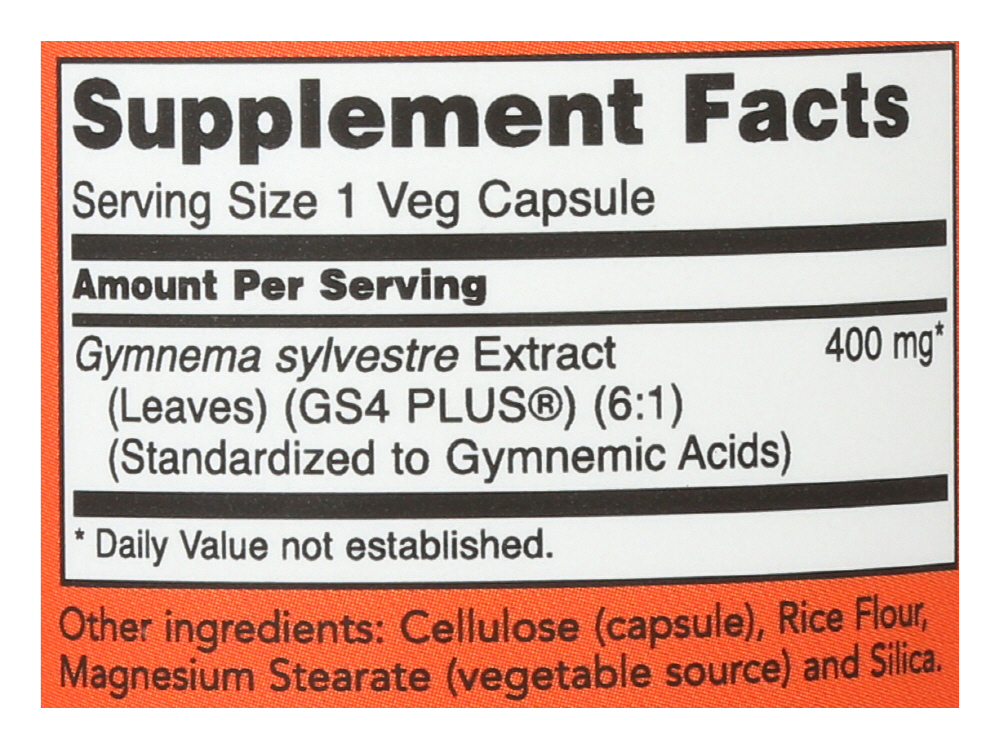 Supplement Facts
Serving Size 1 Veg Capsule
Amount Per Serving
Gymnema sylvestre Extract 400 mg*
(Leaves) (GS4 PLUS®) (6:1)
(Standardized to Gymnemic Acids)
* Daily Value not established.
Other ingredients: Cellulose (capsule), Rice Flour,
Magnesium Stearate (vegetable source) and Silica.